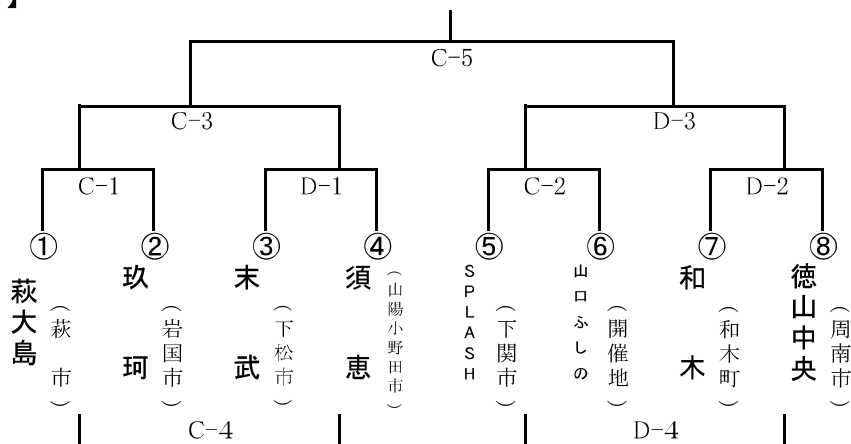 】
C-5
C-3
D-3
C-1
D-1
C-2
D-2
①
②
③
④
⑤
⑥
⑦
⑧
萩大島
(萩市)
玖珂
(岩国市)
末武
(下松市)
須恵
(山陽小野田市)
SPLASH
(下関市)
山口ふしの
(開催地)
和木
(和木町)
徳山中央
(周南市)
C-4
D-4